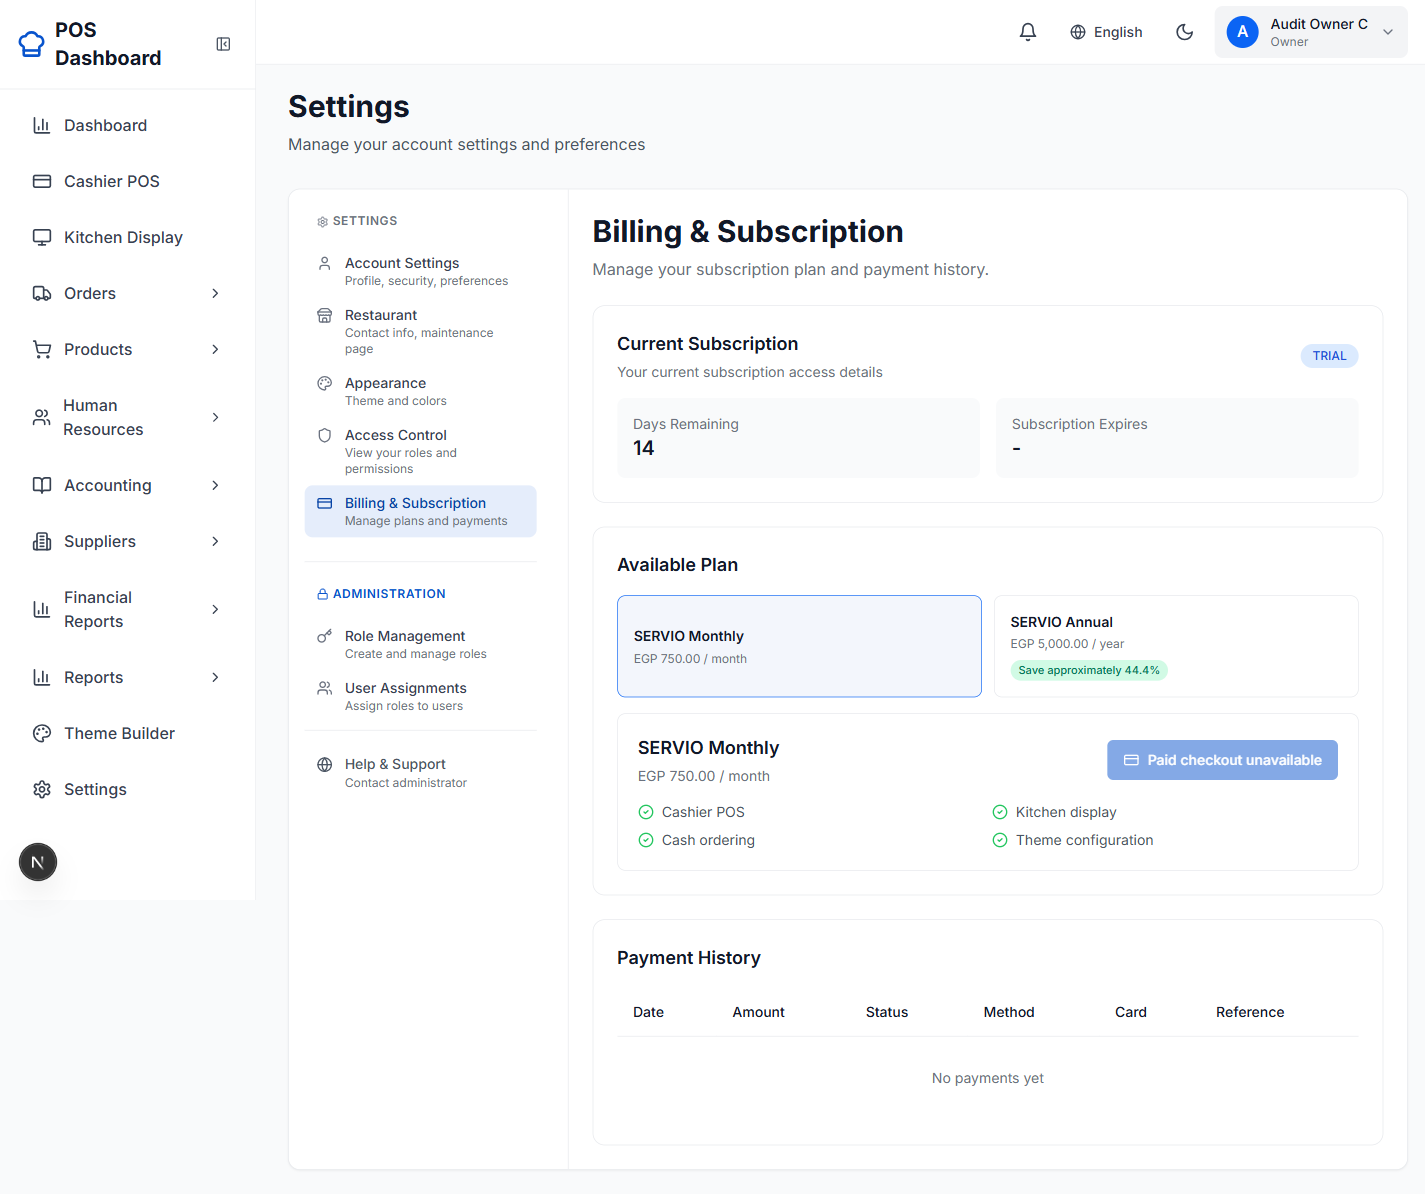 POS
Dashboard
English
A
Audit Owner C
Owner
Dashboard
Cashier POS
Kitchen Display
Orders
Products
Human
Resources
Accounting
Suppliers
Financial
Reports
Reports
Theme Builder
Settings
N
Settings
Manage your account settings and preferences
SETTINGS
Account Settings
Profile, security, preferences
Restaurant
Contact info, maintenance
page
Appearance
Theme and colors
Access Control
View your roles and
permissions
Billing & Subscription
Manage plans and payments
ADMINISTRATION
Role Management
Create and manage roles
User Assignments
Assign roles to users
Help & Support
Contact administrator
Billing & Subscription
Manage your subscription plan and payment history.
Current Subscription
Your current subscription access details
TRIAL
Days Remaining
14
Subscription Expires
-
Available Plan
SERVIO Monthly
EGP 750.00 / month
SERVIO Annual
EGP 5,000.00 / year
Save approximately 44.4%
SERVIO Monthly
EGP 750.00 / month
Paid checkout unavailable
Cashier POS
Kitchen display
Cash ordering
Theme configuration
Payment History
Date Amount Status Method Card Reference
No payments yet